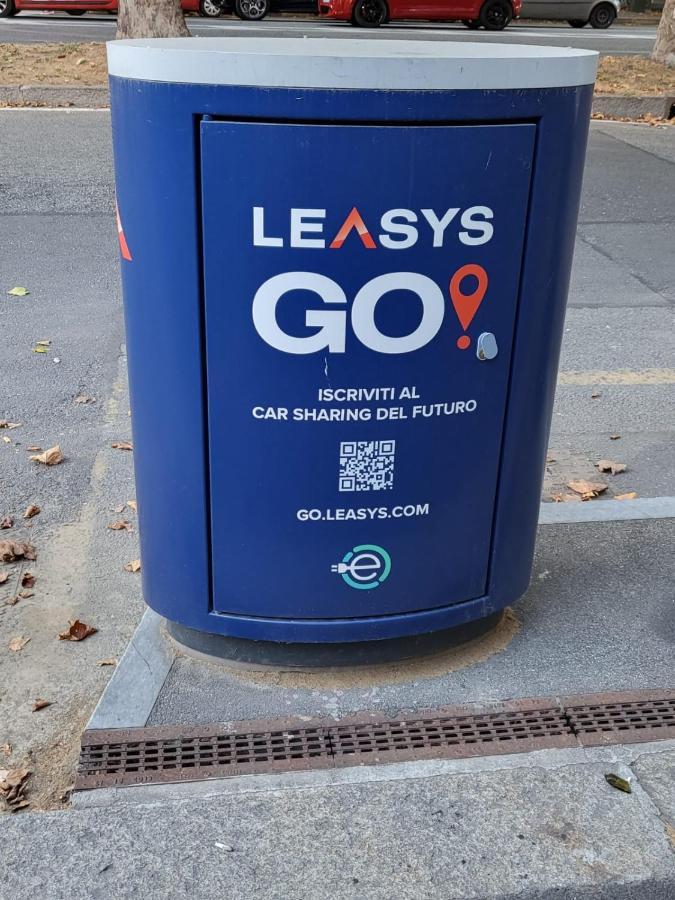 LEASYS
GO!
ISCRIVITI AL
CAR SHARING DEL FUTURO
GO.LEASYS.COM
e